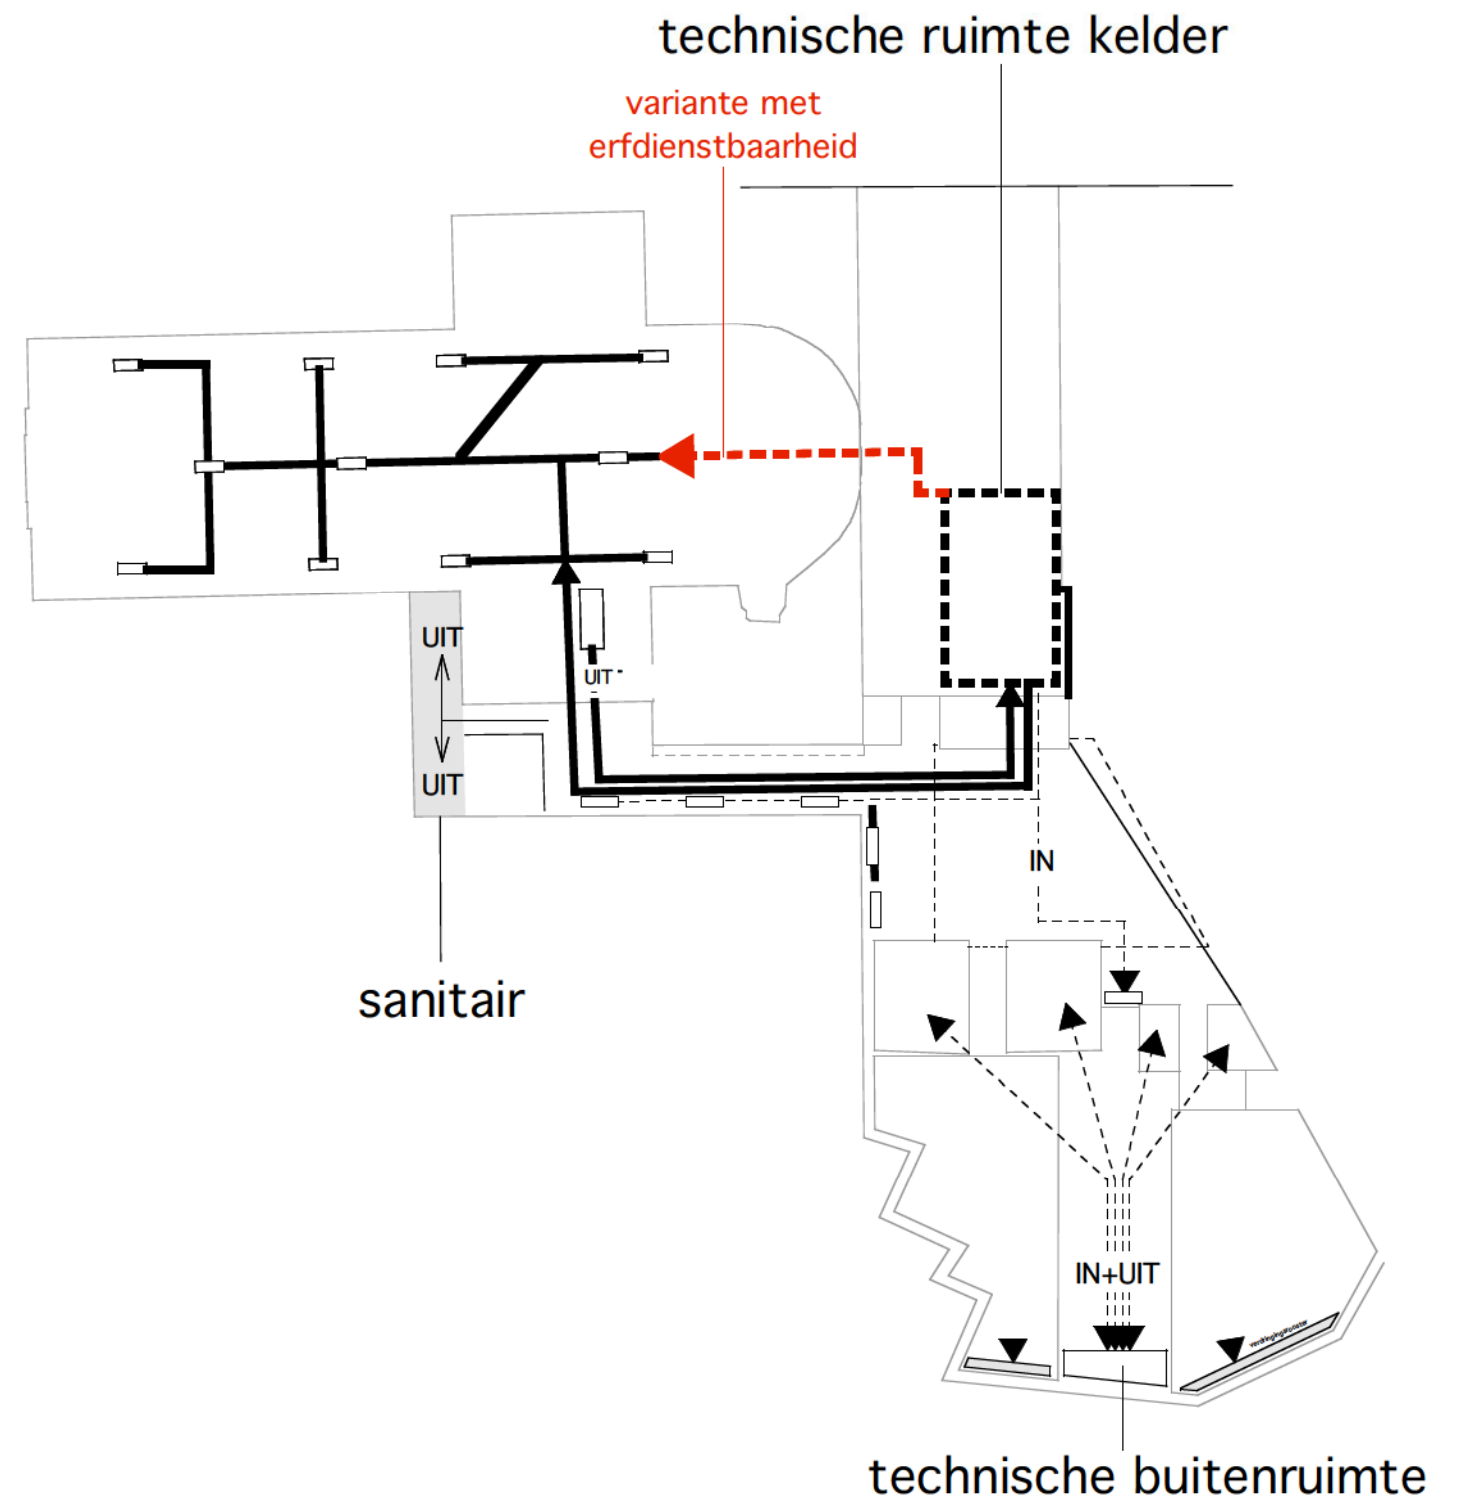 technische ruimte kelder
variante met
erfdienstbaarheid
UIT
UIT
UIT
sanitair
IN
IN+UIT
technische buitenruimte